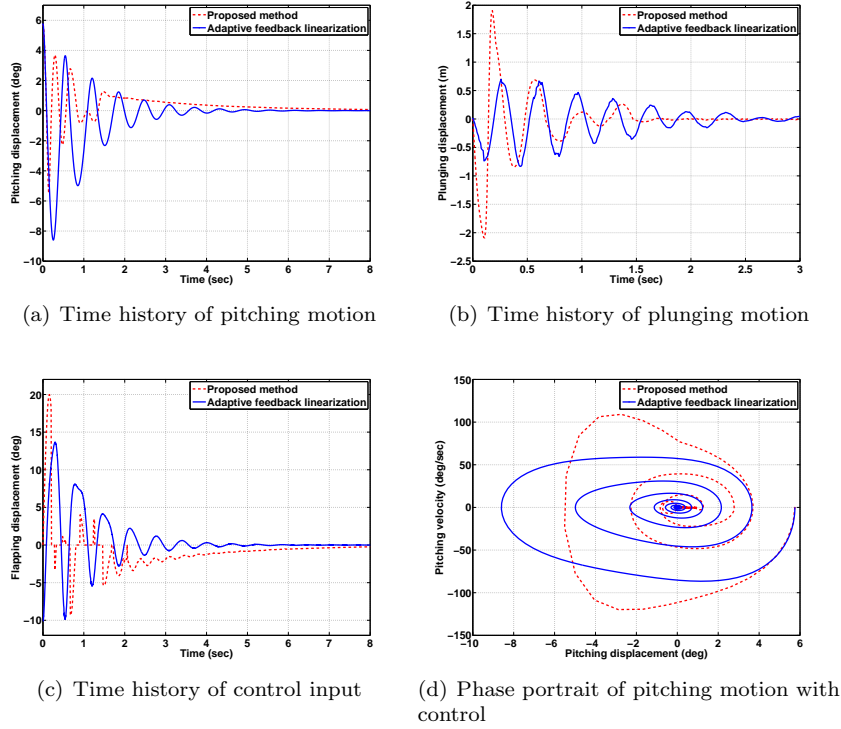 Proposed method
Adaptive feedback linearization
6
4
2
0
−2
−4
−6
−8
−10
Pitching displacement (deg)
0 1 2 3 4 5 6 7 8
Time (sec)
(a) Time history of pitching motion
Proposed method
Adaptive feedback linearization
2
1.5
1
0.5
0
−0.5
−1
−1.5
−2
−2.5
Plunging displacement (m)
0 0.5 1 1.5 2 2.5 3
Time (sec)
(b) Time history of plunging motion
Proposed method
Adaptive feedback linearization
20
15
10
5
0
−5
−10
Flapping displacement (deg)
0 1 2 3 4 5 6 7 8
Time (sec)
(c) Time history of control input
Proposed method
Adaptive feedback linearization
150
100
50
0
−50
−100
−150
Pitching velocity (deg/sec)
−10 −8 −6 −4 −2 0 2 4 6
Pitching displacement (deg)
(d) Phase portrait of pitching motion with
control